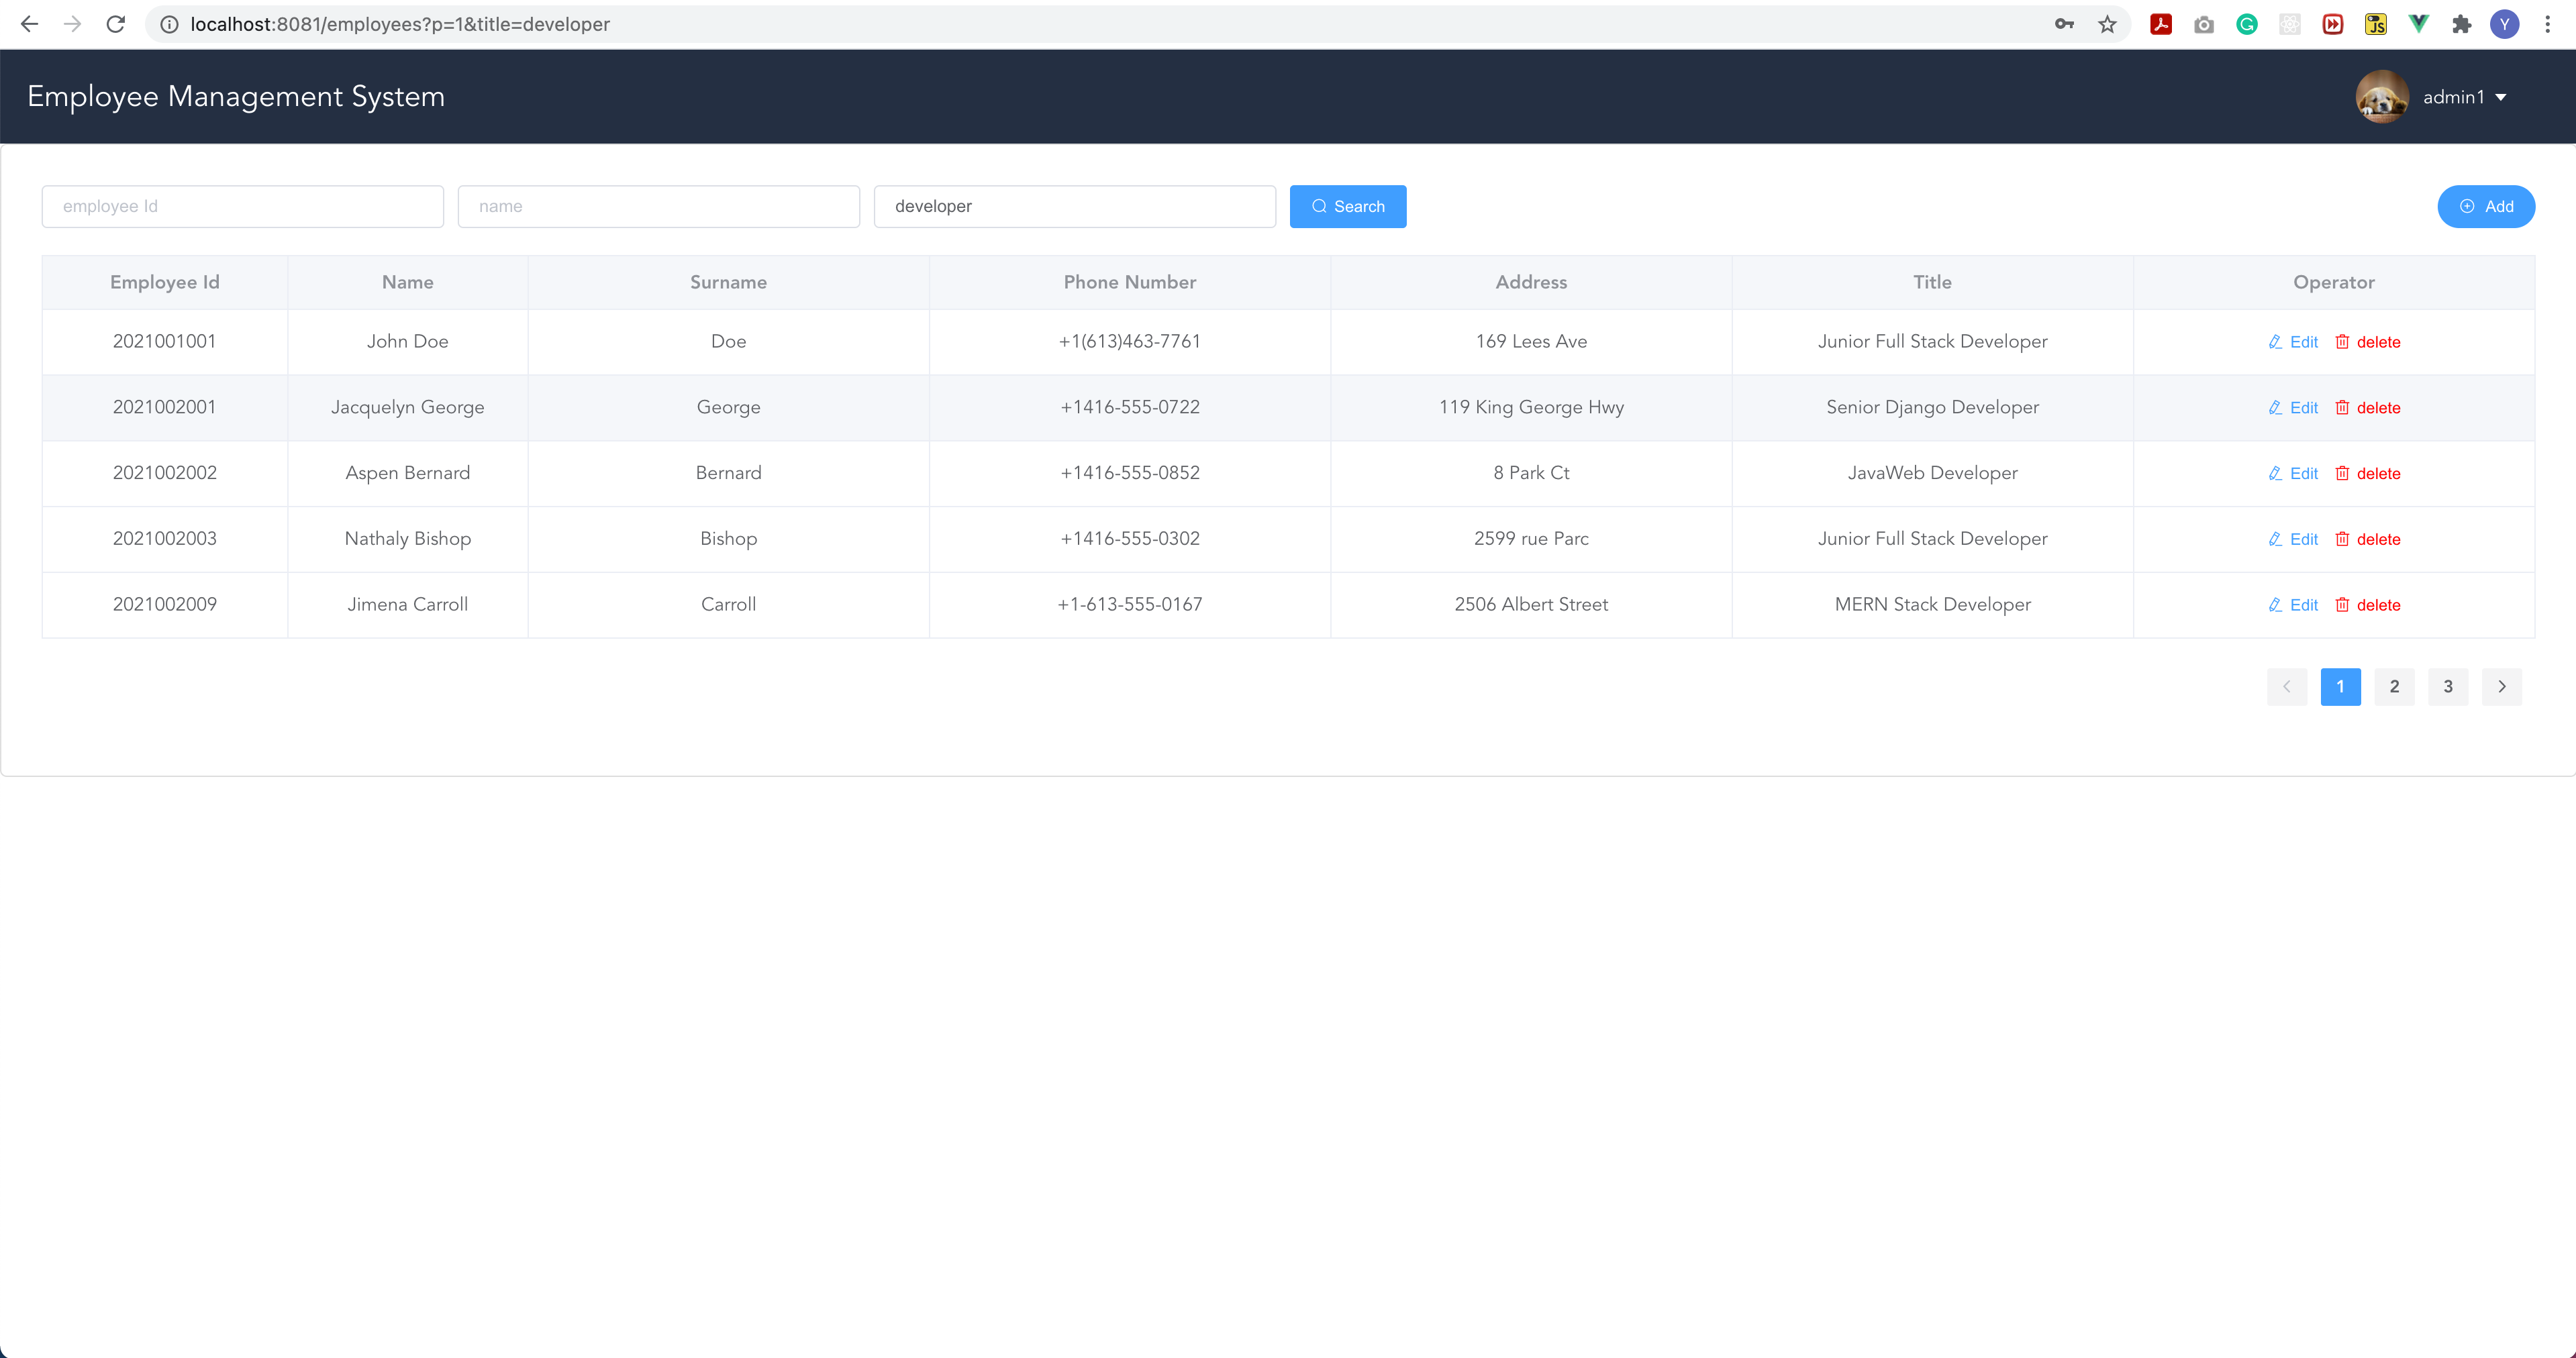 localhost:8081/employees?p=1&title=developer
JS
Y
Employee Management System
admin1
employee Id name developer Search Add
Employee Id Name Surname Phone Number Address Title Operator
2021001001 John Doe Doe +1(613)463-7761 169 Lees Ave Junior Full Stack Developer Edit delete
2021002001 Jacquelyn George George +1416-555-0722 119 King George Hwy Senior Django Developer Edit delete
2021002002 Aspen Bernard Bernard +1416-555-0852 8 Park Ct JavaWeb Developer Edit delete
2021002003 Nathaly Bishop Bishop +1416-555-0302 2599 rue Parc Junior Full Stack Developer Edit delete
2021002009 Jimena Carroll Carroll +1-613-555-0167 2506 Albert Street MERN Stack Developer Edit delete
1 2 3